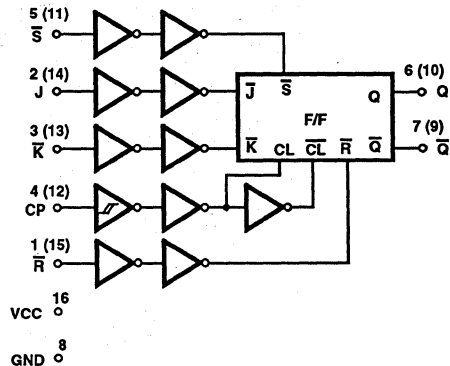 5 (11)
S̅
2 (14)
J
3 (13)
K̅
4 (12)
CP
1 (15)
R̅
J̅ S̅ Q
F/F
K̅ CL C̅L̅ R̅ Q̅
6 (10)
Q
7 (9)
Q̅
16
VCC
8
GND